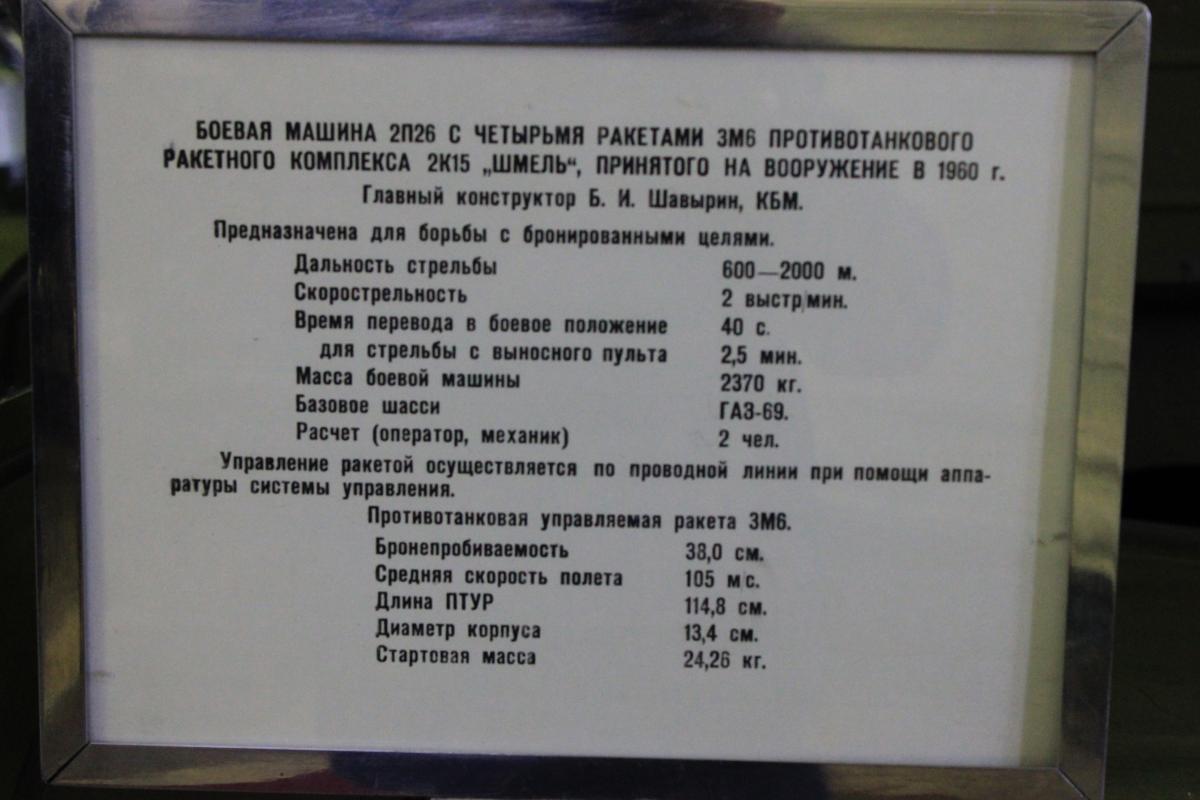 БОЕВАЯ МАШИНА 2П26 С ЧЕТЫРЬМЯ РАКЕТАМИ 3М6 ПРОТИВОТАНКОВОГО
РАКЕТНОГО КОМПЛЕКСА 2К15 „ШМЕЛЬ“, ПРИНЯТОГО НА ВООРУЖЕНИЕ В 1960 г.
Главный конструктор Б. И. Шавырин, КБМ.
Предназначена для борьбы с бронированными целями.
Дальность стрельбы 600—2000 м.
Скорострельность 2 выстр/мин.
Время перевода в боевое положение 40 с.
для стрельбы с выносного пульта 2,5 мин.
Масса боевой машины 2370 кг.
Базовое шасси ГАЗ-69.
Расчет (оператор, механик) 2 чел.
Управление ракетой осуществляется по проводной линии при помощи аппа-
ратуры системы управления.
Противотанковая управляемая ракета 3М6.
Бронепробиваемость 38,0 см.
Средняя скорость полета 105 м/с.
Длина ПТУР 114,8 см.
Диаметр корпуса 13,4 см.
Стартовая масса 24,26 кг.